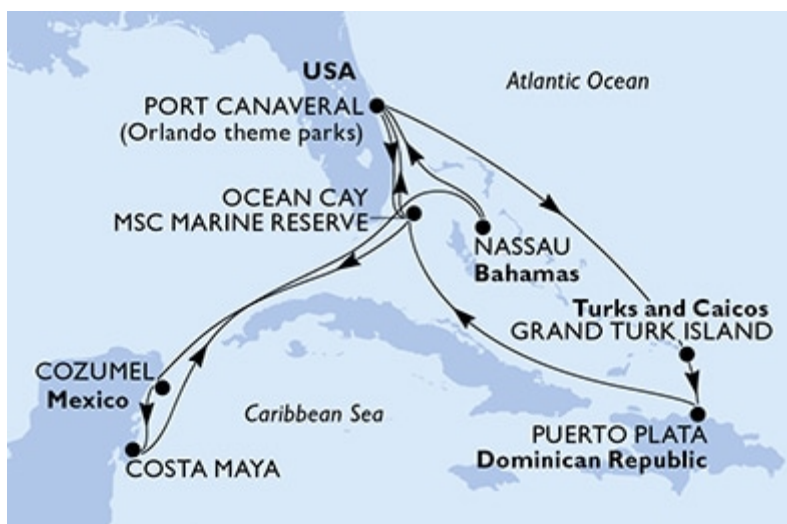 USA
Atlantic Ocean
PORT CANAVERAL
(Orlando theme parks)
OCEAN CAY
MSC MARINE RESERVE
NASSAU
Bahamas
Turks and Caicos
GRAND TURK ISLAND
COZUMEL
Mexico
Caribbean Sea
PUERTO PLATA
Dominican Republic
COSTA MAYA